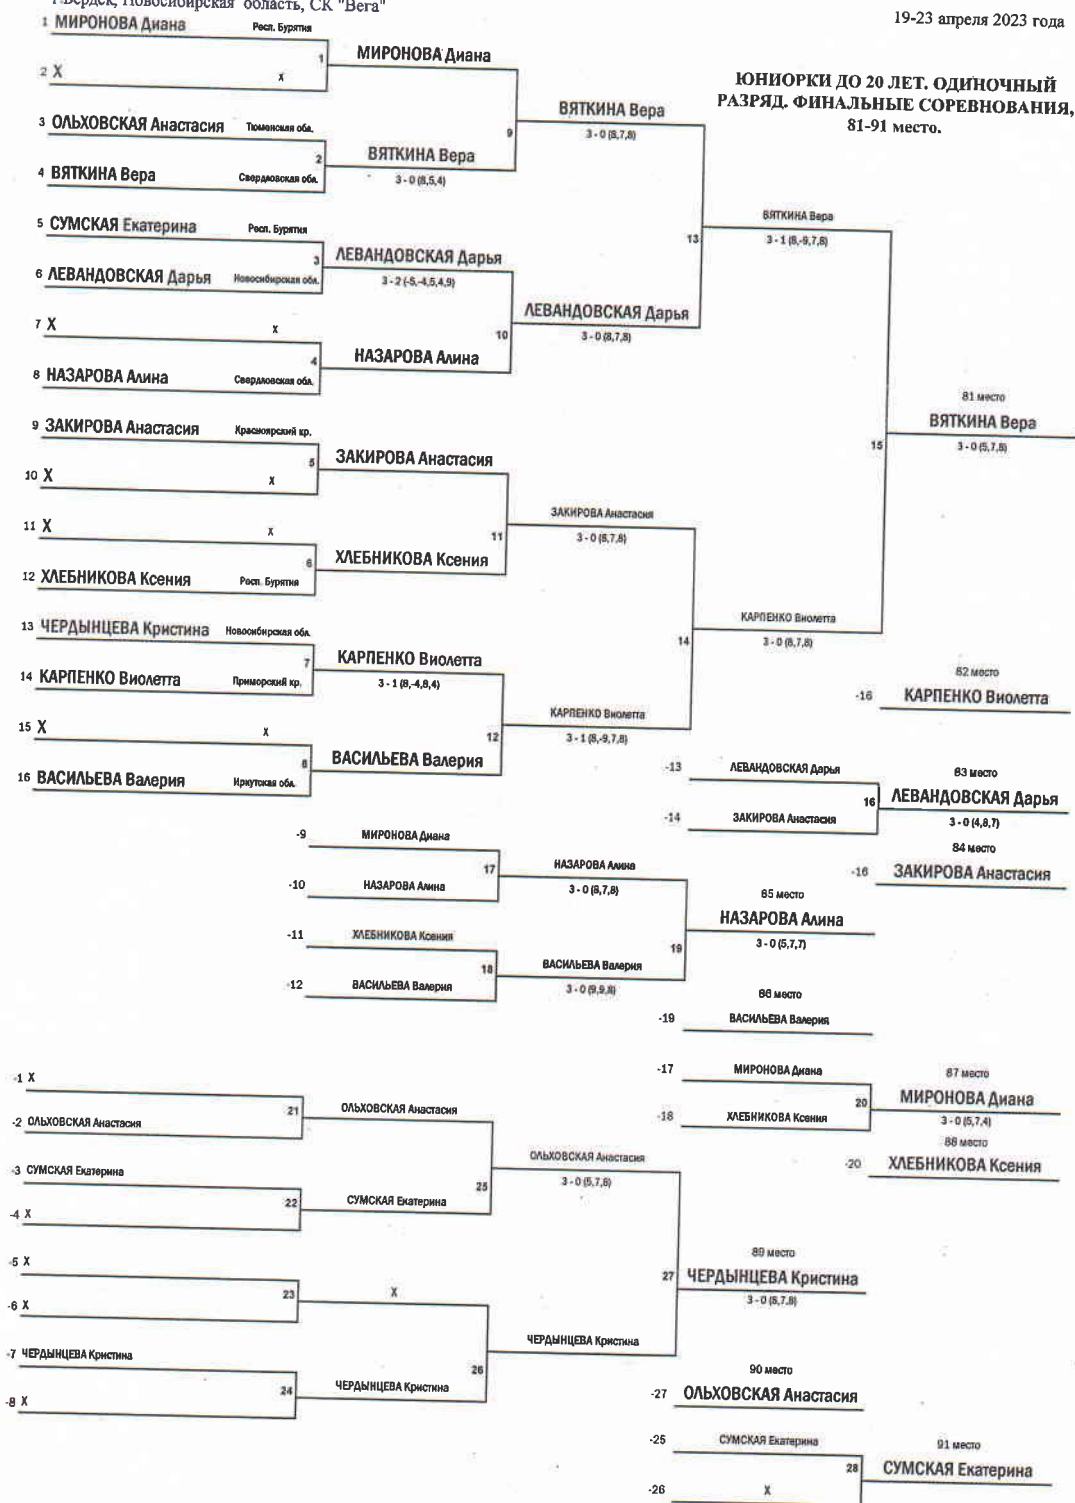 г.Бердск, Новосибирская область, СК "Вега"
19-23 апреля 2023 года
ЮНИОРКИ ДО 20 ЛЕТ. ОДИНОЧНЫЙ
РАЗРЯД. ФИНАЛЬНЫЕ СОРЕВНОВАНИЯ,
81-91 место.
1 МИРОНОВА Диана Респ. Бурятия
1 МИРОНОВА Диана
2 X X
9 ВЯТКИНА Вера
3 - 0 (8,7,8)
3 ОЛЬХОВСКАЯ Анастасия Тюменская обл.
2 ВЯТКИНА Вера
3 - 0 (8,5,4)
4 ВЯТКИНА Вера Свердловская обл.
13 ВЯТКИНА Вера
3 - 1 (8,-9,7,8)
5 СУМСКАЯ Екатерина Респ. Бурятия
3 ЛЕВАНДОВСКАЯ Дарья
3 - 2 (-5,-4,5,4,9)
6 ЛЕВАНДОВСКАЯ Дарья Новосибирская обл.
10 ЛЕВАНДОВСКАЯ Дарья
3 - 0 (8,7,8)
7 X X
4 НАЗАРОВА Алина
8 НАЗАРОВА Алина Свердловская обл.
81 место
15 ВЯТКИНА Вера
3 - 0 (5,7,8)
9 ЗАКИРОВА Анастасия Красноярский кр.
5 ЗАКИРОВА Анастасия
10 X X
11 ЗАКИРОВА Анастасия
3 - 0 (8,7,8)
11 X X
6 ХЛЕБНИКОВА Ксения
12 ХЛЕБНИКОВА Ксения Респ. Бурятия
14 КАРПЕНКО Виолетта
3 - 0 (8,7,8)
13 ЧЕРДЫНЦЕВА Кристина Новосибирская обл.
7 КАРПЕНКО Виолетта
3 - 1 (8,-4,8,4)
14 КАРПЕНКО Виолетта Приморский кр.
12 КАРПЕНКО Виолетта
3 - 1 (8,-9,7,8)
15 X X
8 ВАСИЛЬЕВА Валерия
16 ВАСИЛЬЕВА Валерия Иркутская обл.
82 место
-16 КАРПЕНКО Виолетта
-13 ЛЕВАНДОВСКАЯ Дарья
83 место
16 ЛЕВАНДОВСКАЯ Дарья
3 - 0 (4,8,7)
-14 ЗАКИРОВА Анастасия
84 место
-16 ЗАКИРОВА Анастасия
-9 МИРОНОВА Диана
17 НАЗАРОВА Алина
3 - 0 (8,7,8)
-10 НАЗАРОВА Алина
85 место
19 НАЗАРОВА Алина
3 - 0 (5,7,7)
-11 ХЛЕБНИКОВА Ксения
18 ВАСИЛЬЕВА Валерия
3 - 0 (9,9,8)
-12 ВАСИЛЬЕВА Валерия
86 место
-19 ВАСИЛЬЕВА Валерия
-17 МИРОНОВА Диана
87 место
20 МИРОНОВА Диана
3 - 0 (5,7,4)
-18 ХЛЕБНИКОВА Ксения
88 место
-20 ХЛЕБНИКОВА Ксения
-1 X
21 ОЛЬХОВСКАЯ Анастасия
-2 ОЛЬХОВСКАЯ Анастасия
25 ОЛЬХОВСКАЯ Анастасия
3 - 0 (5,7,8)
-3 СУМСКАЯ Екатерина
22 СУМСКАЯ Екатерина
-4 X
89 место
27 ЧЕРДЫНЦЕВА Кристина
3 - 0 (8,7,8)
-5 X
23 X
-6 X
26 ЧЕРДЫНЦЕВА Кристина
-7 ЧЕРДЫНЦЕВА Кристина
24 ЧЕРДЫНЦЕВА Кристина
-8 X
90 место
-27 ОЛЬХОВСКАЯ Анастасия
-25 СУМСКАЯ Екатерина
91 место
28 СУМСКАЯ Екатерина
-26 X